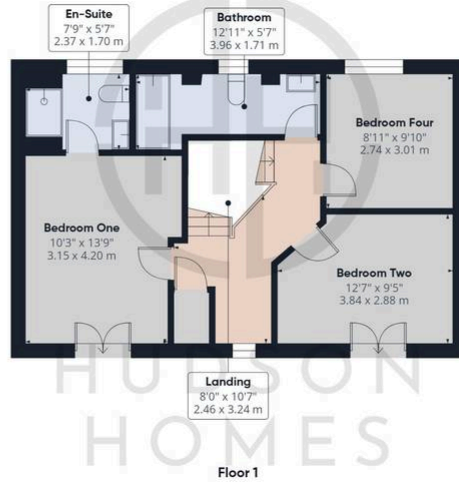 En-Suite
7'9" x 5'7"
2.37 x 1.70 m
Bathroom
12'11" x 5'7"
3.96 x 1.71 m
Bedroom Four
8'11" x 9'10"
2.74 x 3.01 m
Bedroom One
10'3" x 13'9"
3.15 x 4.20 m
Bedroom Two
12'7" x 9'5"
3.84 x 2.88 m
Landing
8'0" x 10'7"
2.46 x 3.24 m
HUDSON
HOMES
Floor 1